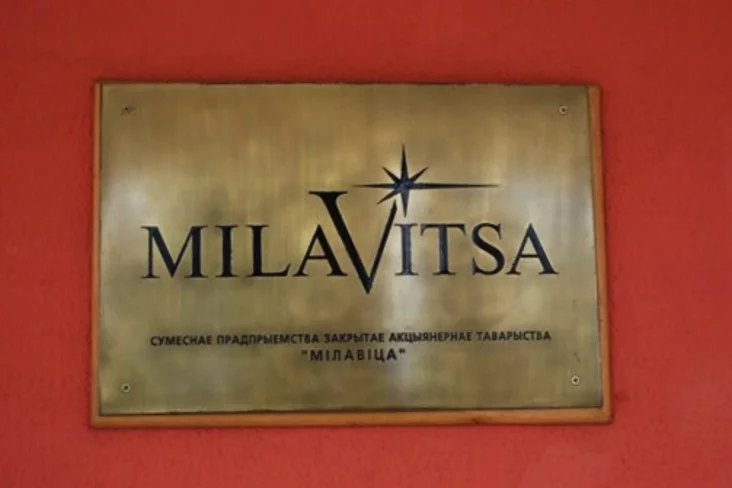 MILAVITSA
СУМЕСНАЕ ПРАДПРЫЕМСТВА ЗАКРЫТАЕ АКЦЫЯНЕРНАЕ ТАВАРЫСТВА
"МІЛАВІЦА"